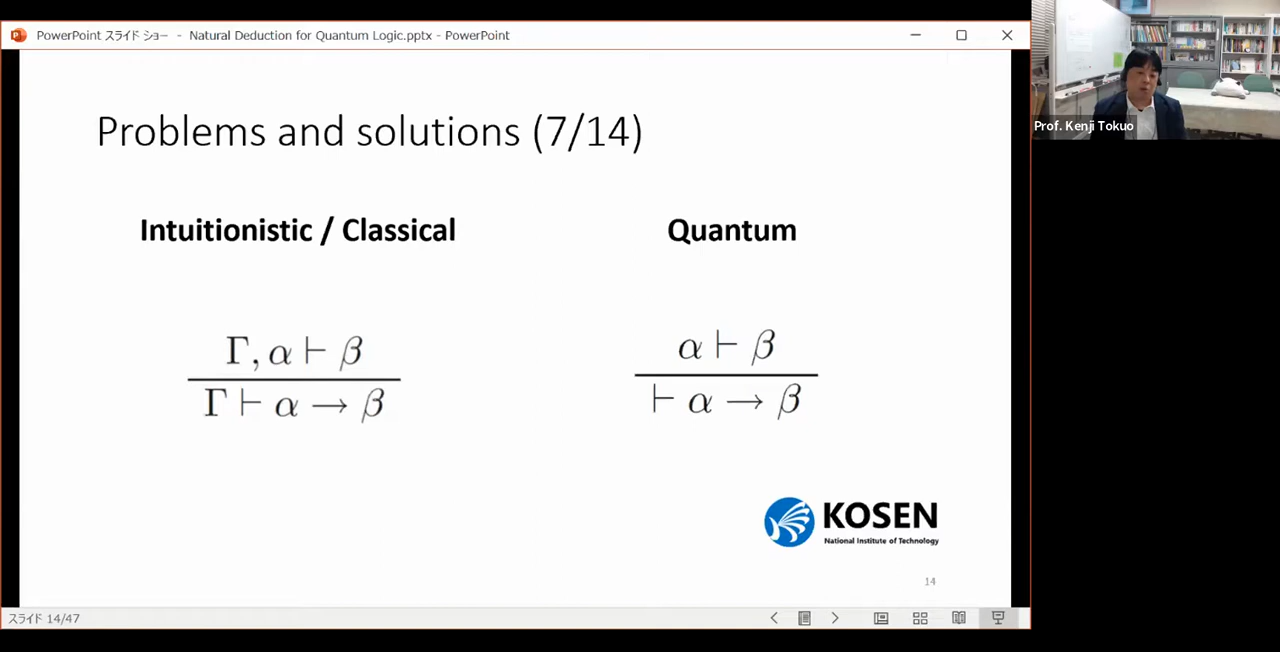 PowerPoint スライド ショー - Natural Deduction for Quantum Logic.pptx - PowerPoint
Prof. Kenji Tokuo
Problems and solutions (7/14)
Intuitionistic / Classical
Quantum
Γ, α ⊢ β
Γ ⊢ α → β
α ⊢ β
⊢ α → β
KOSEN
National Institute of Technology
14
スライド 14/47